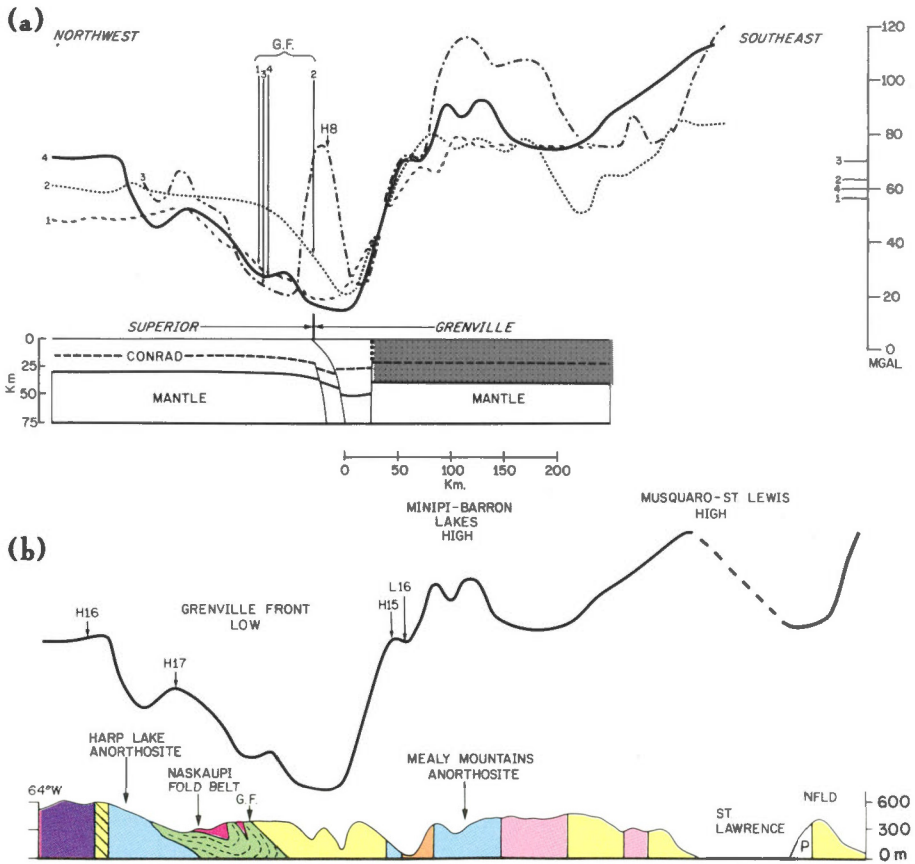 (a)
NORTHWEST
G.F.
1 3 4 2
H8
SOUTHEAST
4
3
2
1
120
100
80
60
40
20
0
MGAL
3
2
4
1
SUPERIOR
GRENVILLE
0
25
50
75
Km
CONRAD
MANTLE
MANTLE
0 50 100 150 200
Km.
MINIPI-BARRON
LAKES
HIGH
MUSQUARO-ST LEWIS
HIGH
(b)
H16
GRENVILLE FRONT
LOW
L16
H15
H17
HARP LAKE
ANORTHOSITE
NASKAUPI
FOLD BELT
G.F.
MEALY MOUNTAINS
ANORTHOSITE
64°W
ST
LAWRENCE
NFLD
P
600
300
0 m